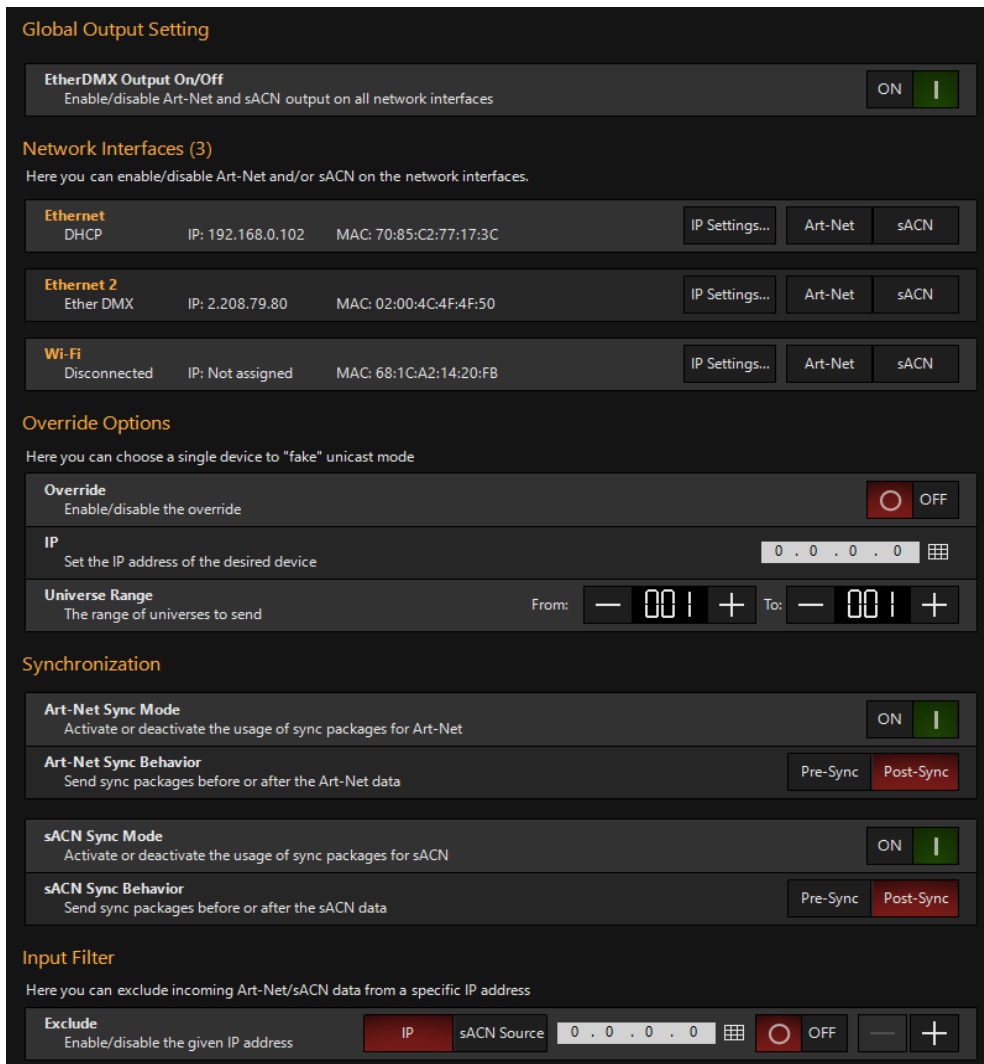 Global Output Setting
EtherDMX Output On/Off
Enable/disable Art-Net and sACN output on all network interfaces
ON
Network Interfaces (3)
Here you can enable/disable Art-Net and/or sACN on the network interfaces.
Ethernet
DHCP IP: 192.168.0.102 MAC: 70:85:C2:77:17:3C IP Settings... Art-Net sACN
Ethernet 2
Ether DMX IP: 2.208.79.80 MAC: 02:00:4C:4F:4F:50 IP Settings... Art-Net sACN
Wi-Fi
Disconnected IP: Not assigned MAC: 68:1C:A2:14:20:FB IP Settings... Art-Net sACN
Override Options
Here you can choose a single device to "fake" unicast mode
Override
Enable/disable the override
OFF
IP
Set the IP address of the desired device
0 . 0 . 0 . 0
Universe Range
The range of universes to send
From: 001 To: 001
Synchronization
Art-Net Sync Mode
Activate or deactivate the usage of sync packages for Art-Net
ON
Art-Net Sync Behavior
Send sync packages before or after the Art-Net data
Pre-Sync Post-Sync
sACN Sync Mode
Activate or deactivate the usage of sync packages for sACN
ON
sACN Sync Behavior
Send sync packages before or after the sACN data
Pre-Sync Post-Sync
Input Filter
Here you can exclude incoming Art-Net/sACN data from a specific IP address
Exclude
Enable/disable the given IP address
IP sACN Source 0 . 0 . 0 . 0 OFF